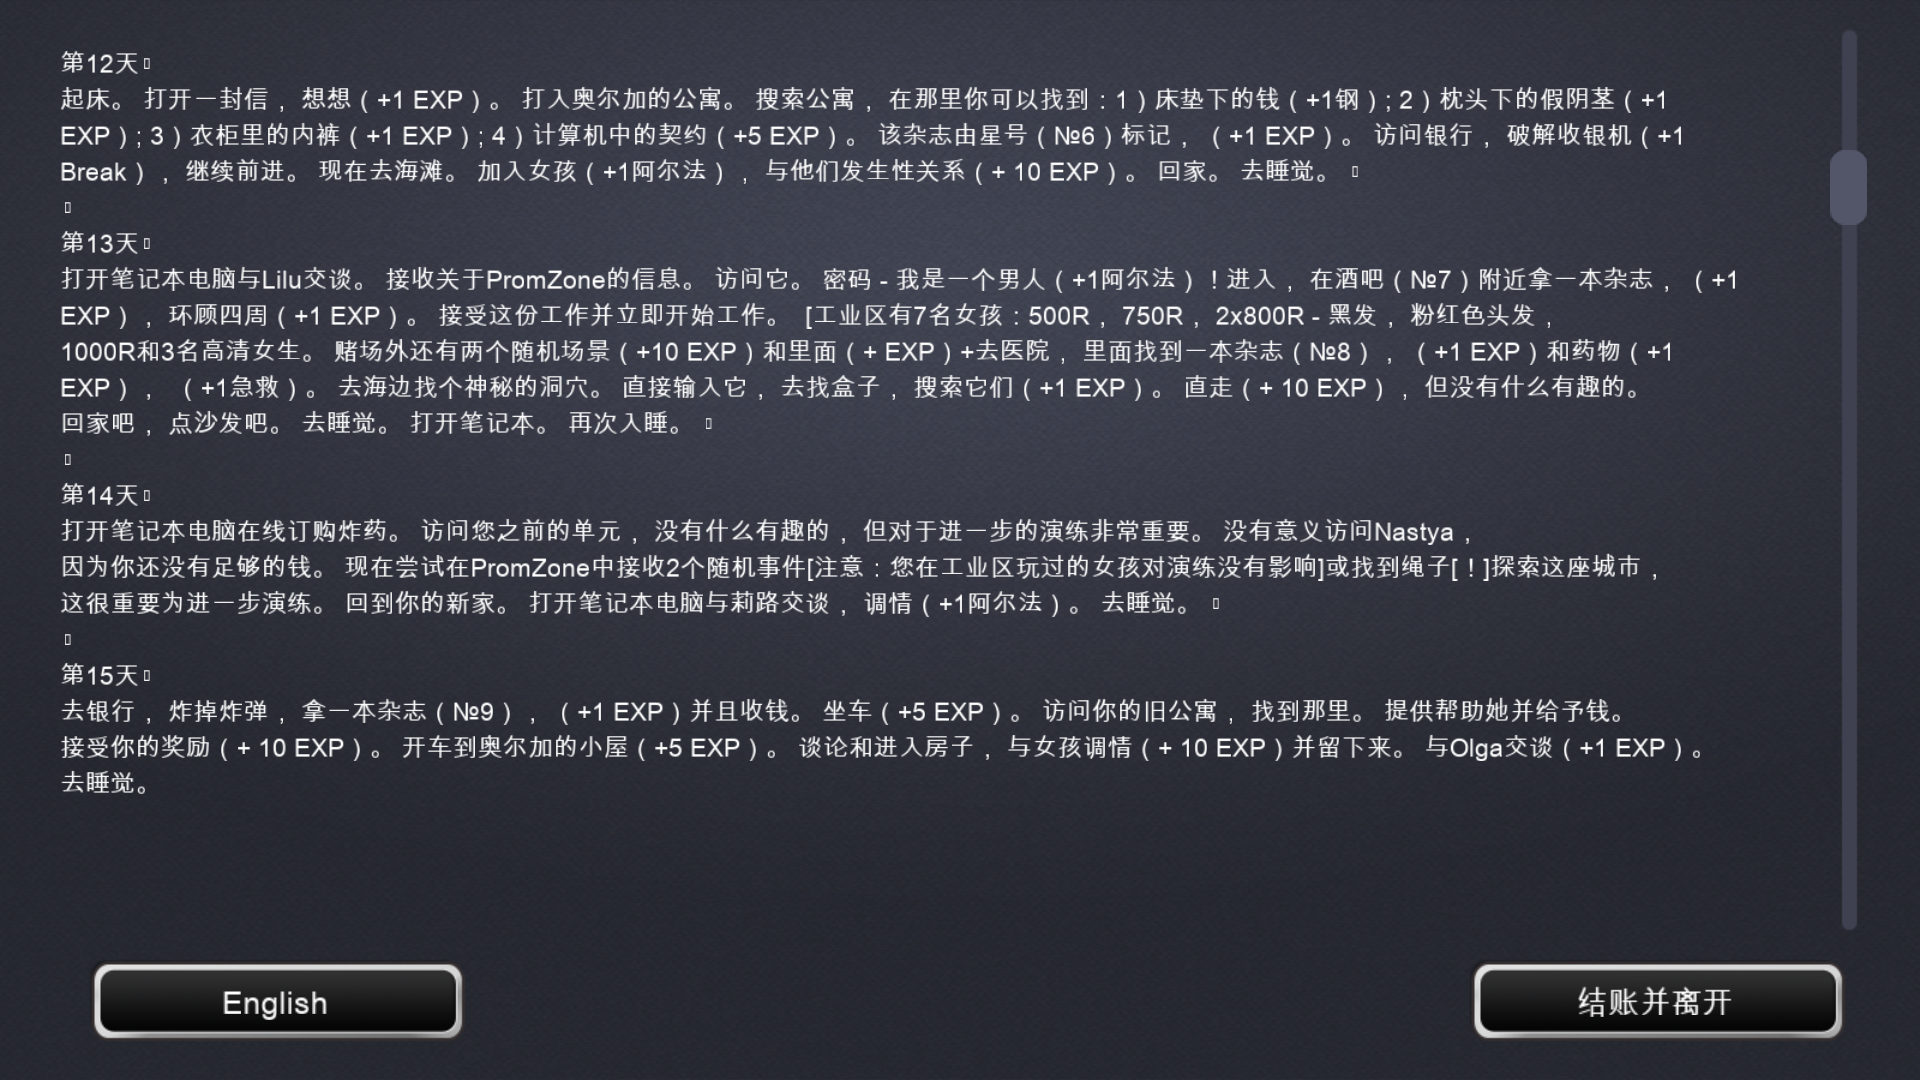 第12天
起床。 打开一封信， 想想（+1 EXP）。 打入奥尔加的公寓。 搜索公寓， 在那里你可以找到：1）床垫下的钱（+1钢）; 2）枕头下的假阴茎（+1
EXP）; 3）衣柜里的内裤（+1 EXP）; 4）计算机中的契约（+5 EXP）。 该杂志由星号（№6）标记， （+1 EXP）。 访问银行，破解收银机（+1
Break）， 继续前进。 现在去海滩。 加入女孩（+1阿尔法）， 与他们发生性关系（+ 10 EXP）。 回家。 去睡觉。
第13天
打开笔记本电脑与Lilu交谈。 接收关于PromZone的信息。 访问它。 密码 - 我是一个男人（+1阿尔法）！进入， 在酒吧（№7）附近拿一本杂志， （+1
EXP）， 环顾四周（+1 EXP）。 接受这份工作并立即开始工作。 [工业区有7名女孩：500R， 750R， 2x800R - 黑发， 粉红色头发，
1000R和3名高清女生。 赌场外还有两个随机场景（+10 EXP）和里面（+ EXP）+去医院， 里面找到一本杂志（№8）， （+1 EXP）和药物（+1
EXP）， （+1急救）。 去海边找个神秘的洞穴。 直接输入它， 去找盒子， 搜索它们（+1 EXP）。 直走（+ 10 EXP）， 但没有什么有趣的。
回家吧， 点沙发吧。 去睡觉。 打开笔记本。 再次入睡。
第14天
打开笔记本电脑在线订购炸药。 访问您之前的单元， 没有什么有趣的， 但对于进一步的演练非常重要。 没有意义访问Nastya，
因为你还没有足够的钱。 现在尝试在PromZone中接收2个随机事件[注意：您在工业区玩过的女孩对演练没有影响]或找到绳子[！]探索这座城市，
这很重要为进一步演练。 回到你的新家。 打开笔记本电脑与莉路交谈， 调情（+1阿尔法）。 去睡觉。
第15天
去银行， 炸掉炸弹， 拿一本杂志（№9）， （+1 EXP）并且收钱。 坐车（+5 EXP）。 访问你的旧公寓， 找到那里。 提供帮助她并给予钱。
接受你的奖励（+ 10 EXP）。 开车到奥尔加的小屋（+5 EXP）。 谈论和进入房子， 与女孩调情（+ 10 EXP）并留下来。 与Olga交谈（+1 EXP）。
去睡觉。
English
结账并离开